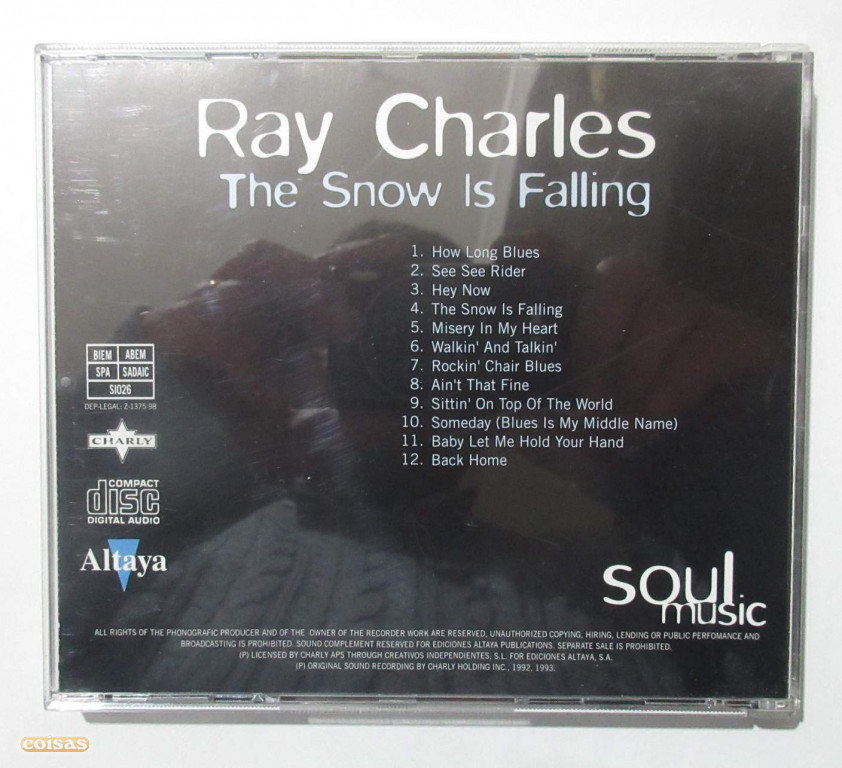 Ray Charles
The Snow Is Falling
1. How Long Blues
2. See See Rider
3. Hey Now
4. The Snow Is Falling
5. Misery In My Heart
6. Walkin' And Talkin'
7. Rockin' Chair Blues
8. Ain't That Fine
9. Sittin' On Top Of The World
10. Someday (Blues Is My Middle Name)
11. Baby Let Me Hold Your Hand
12. Back Home
BIEM ABEM
SPA SADAIC
SI026
DEP-LEGAL: Z-1375-98
CHARLY
COMPACT
disc
DIGITAL AUDIO
Altaya
soul
music
ALL RIGHTS OF THE PHONOGRAFIC PRODUCER AND OF THE OWNER OF THE RECORDER WORK ARE RESERVED, UNAUTHORIZED COPYING, HIRING, LENDING OR PUBLIC PERFOMANCE AND
BROADCASTING IS PROHIBITED. SOUND COMPLEMENT RESERVED FOR EDICIONES ALTAYA PUBLICATIONS. SEPARATE SALE IS PROHIBITED.
(P) LICENSED BY CHARLY APS THROUGH CREATIVOS INDEPENDIENTES, S.L. FOR EDICIONES ALTAYA, S.A.
(P) ORIGINAL SOUND RECORDING BY CHARLY HOLDING INC., 1992, 1993.
coisas